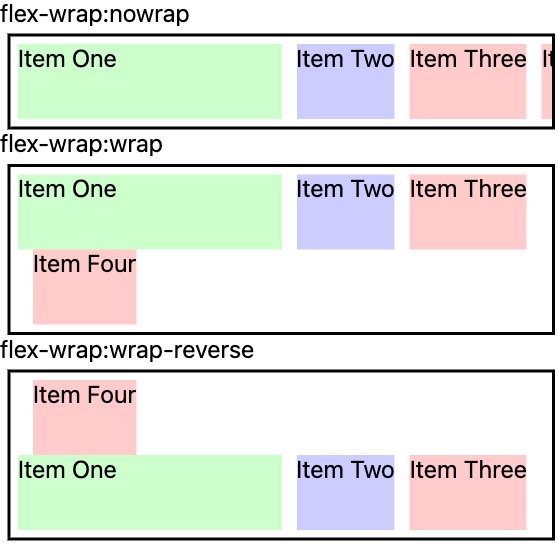 flex-wrap:nowrap
Item One Item Two Item Three
flex-wrap:wrap
Item One Item Two Item Three
Item Four
flex-wrap:wrap-reverse
Item Four
Item One Item Two Item Three